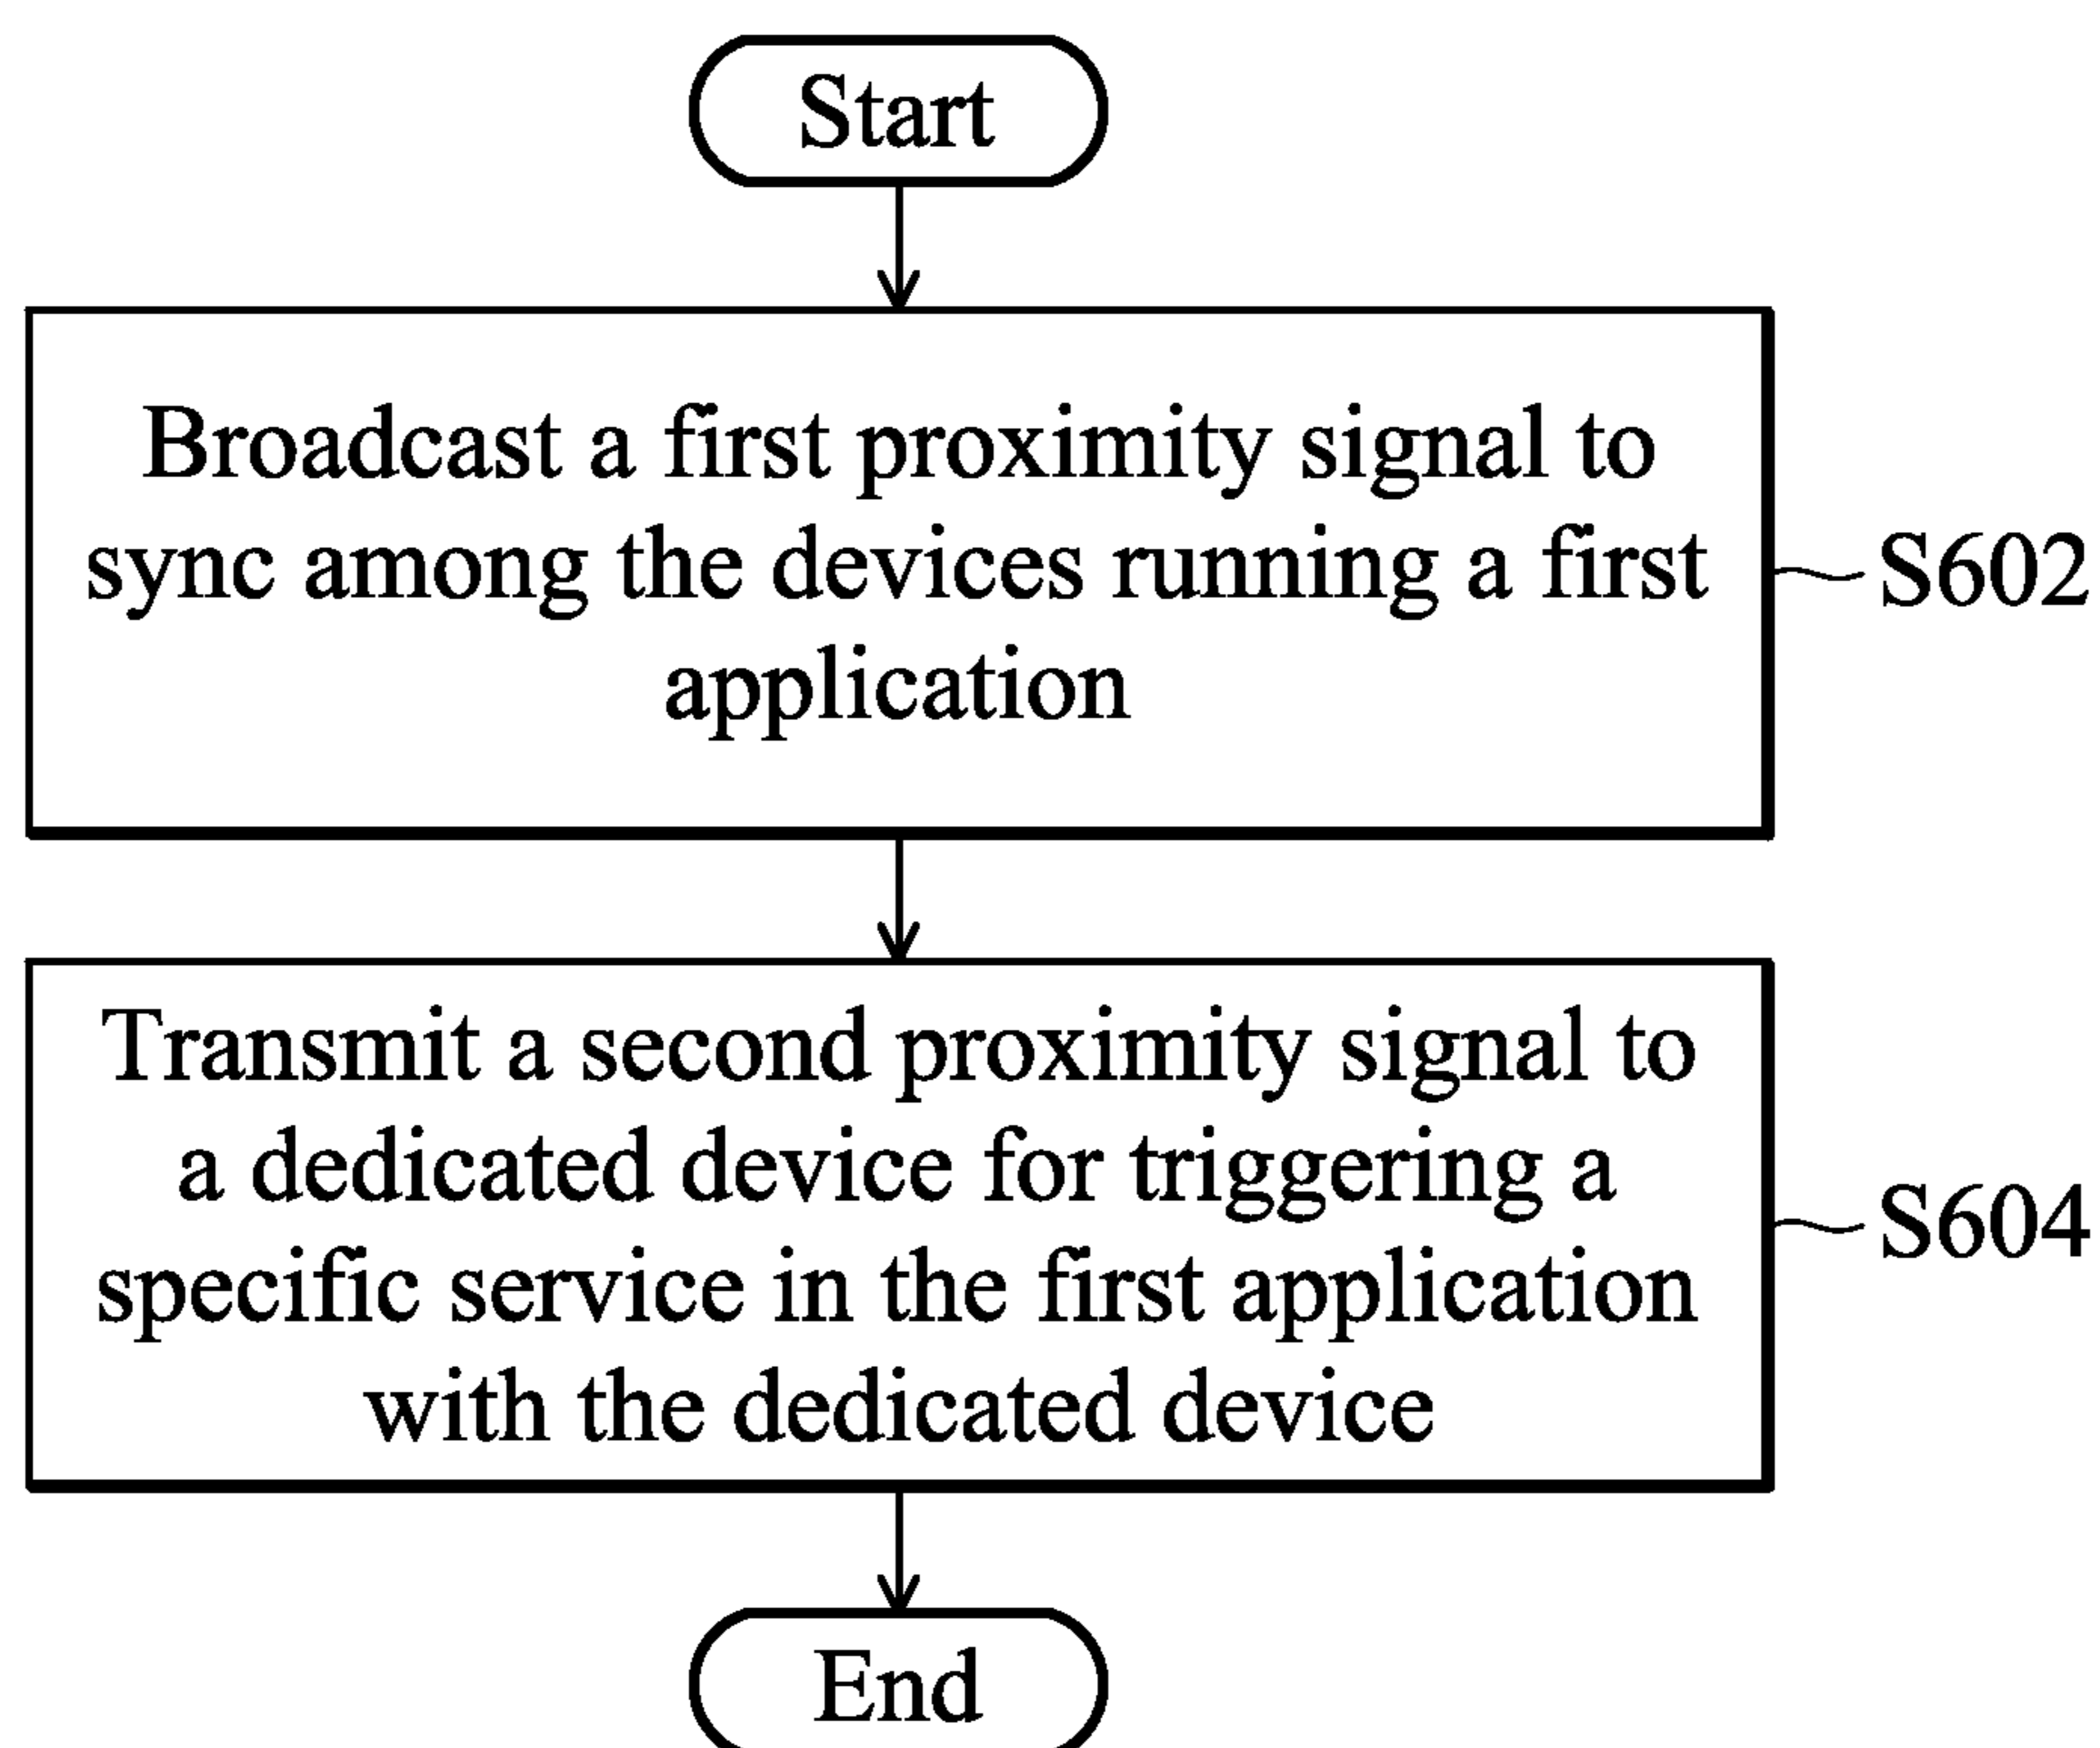 Start
Broadcast a first proximity signal to
sync among the devices running a first
application
S602
Transmit a second proximity signal to
a dedicated device for triggering a
specific service in the first application
with the dedicated device
S604
End